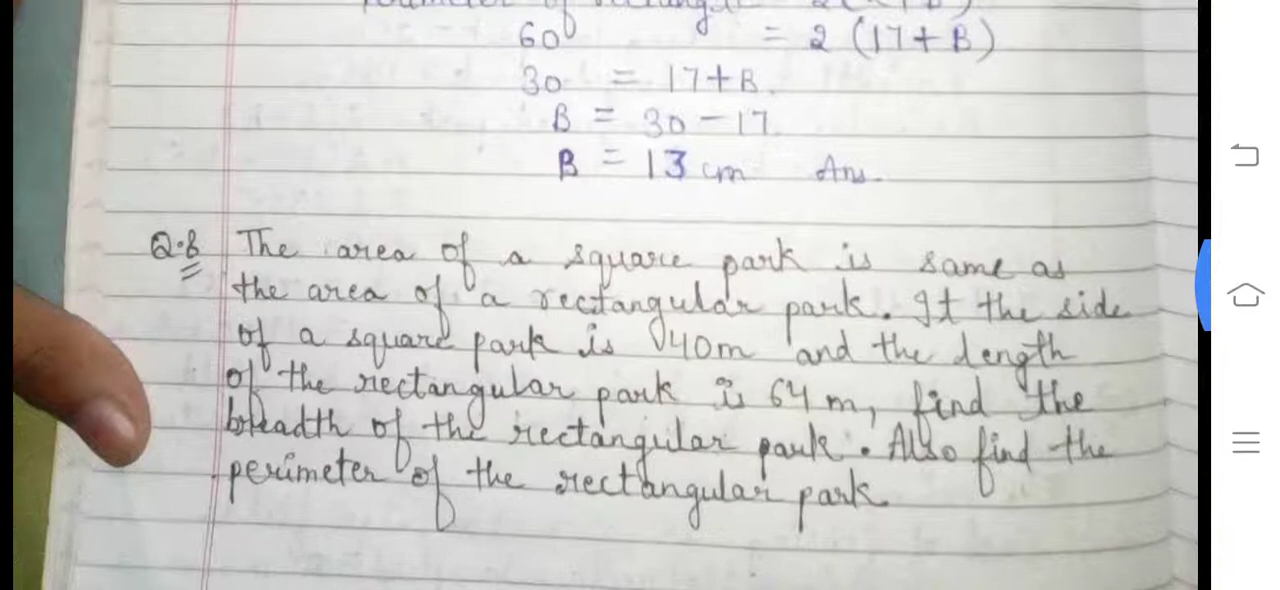 60 = 2 (17+B)
30 = 17+B
B = 30-17
B = 13 cm Ans.
Q.8 The area of a square park is same as
the area of a rectangular park. It the side
of a square park is 40m and the length
of the rectangular park is 64 m, find the
breadth of the rectangular park. Also find the
perimeter of the rectangular park